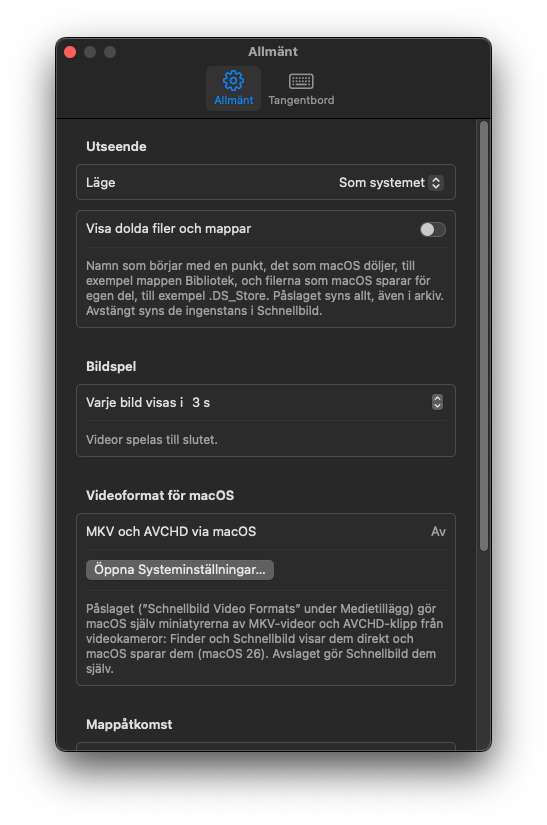 Allmänt
Allmänt
Tangentbord
Utseende
Läge
Som systemet
Visa dolda filer och mappar
Namn som börjar med en punkt, det som macOS döljer, till
exempel mappen Bibliotek, och filerna som macOS sparar för
egen del, till exempel .DS_Store. Påslaget syns allt, även i arkiv.
Avstängt syns de ingenstans i Schnellbild.
Bildspel
Varje bild visas i 3 s
Videor spelas till slutet.
Videoformat för macOS
MKV och AVCHD via macOS
Av
Öppna Systeminställningar...
Påslaget (”Schnellbild Video Formats” under Medietillägg) gör
macOS själv miniatyrerna av MKV-videor och AVCHD-klipp från
videokameror: Finder och Schnellbild visar dem direkt och
macOS sparar dem (macOS 26). Avslaget gör Schnellbild dem
själv.
Mappåtkomst